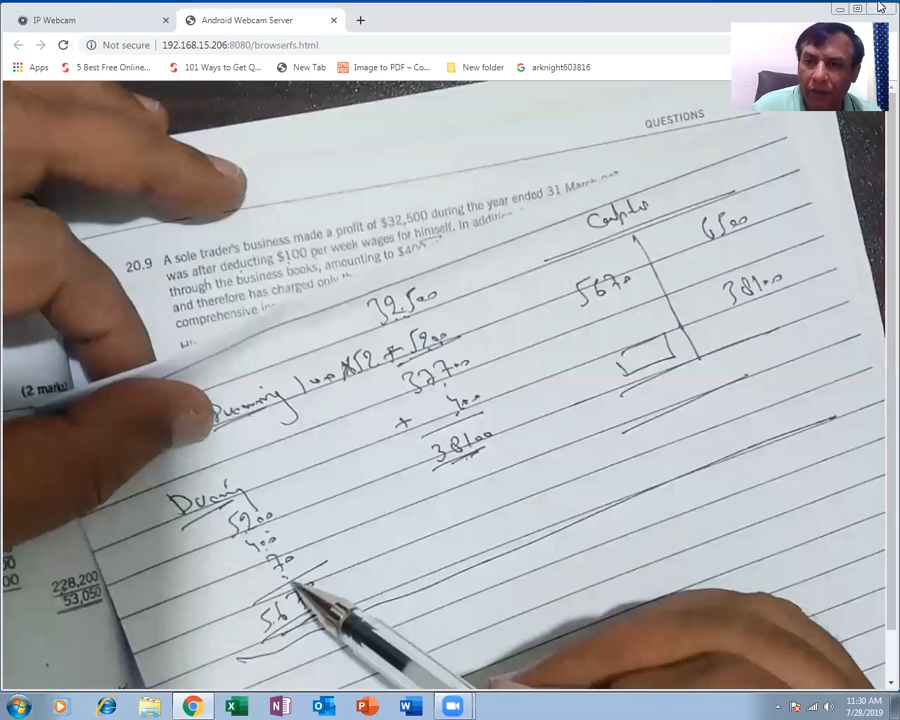 IP Webcam
Android Webcam Server
Not secure
192.168.15.206:8080/browserfs.html
Apps
5 Best Free Online...
101 Ways to Get Q...
New Tab
Image to PDF – Co...
New folder
arknight603816
QUESTIONS
20.9 A sole trader's business made a profit of $32,500 during the year ended 31 March
was after deducting $100 per week wages for himself. In addition
through the business books, amounting to $400
and therefore has charged only
comprehensive
(2 marks
32500
52 + 5200
37700
+ 400
38100
5670
6500
38100
5200
400
70
567
00
228,200
53,050
11:30 AM
7/28/2019